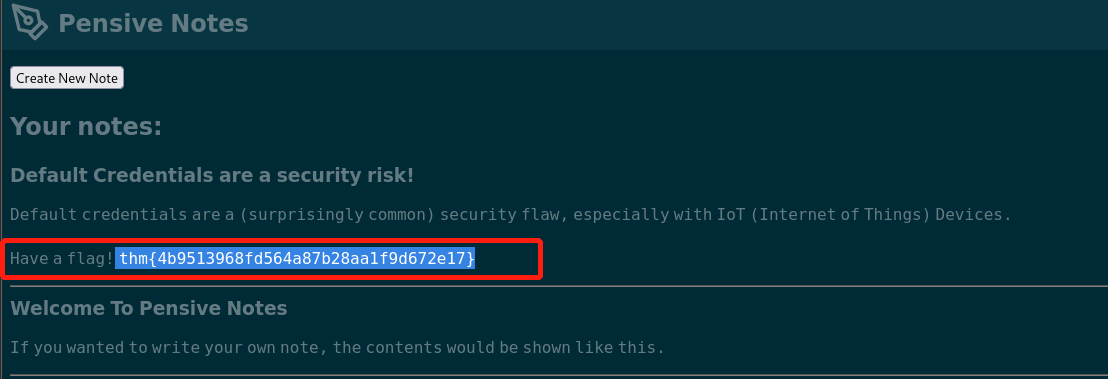 Pensive Notes
Create New Note
Your notes:
Default Credentials are a security risk!
Default credentials are a (surprisingly common) security flaw, especially with IoT (Internet of Things) Devices.
Have a flag! thm{4b9513968fd564a87b28aa1f9d672e17}
Welcome To Pensive Notes
If you wanted to write your own note, the contents would be shown like this.